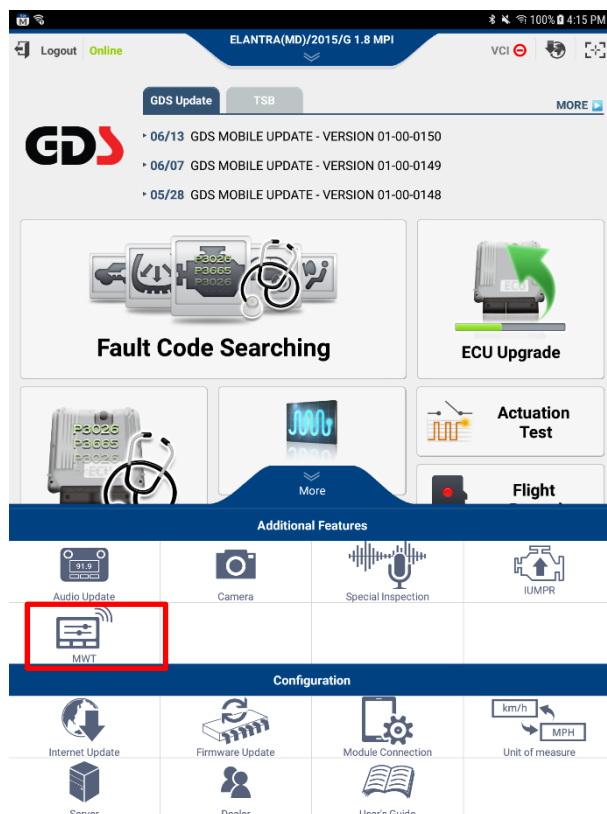 100% 4:15 PM
Logout Online
ELANTRA(MD)/2015/G 1.8 MPI
VCI
GDS Update
TSB
MORE
GDS
06/13 GDS MOBILE UPDATE - VERSION 01-00-0150
06/07 GDS MOBILE UPDATE - VERSION 01-00-0149
05/28 GDS MOBILE UPDATE - VERSION 01-00-0148
P3026
P3665
P3026
Fault Code Searching
ECU
ECU Upgrade
P3026
P3665
P3026
ECU
More
Actuation
Test
Flight
Additional Features
91.9
Audio Update
Camera
Special Inspection
IUMPR
MWT
Configuration
Internet Update
Firmware Update
Module Connection
km/h
MPH
Unit of measure
Server
Dealer
User's Guide